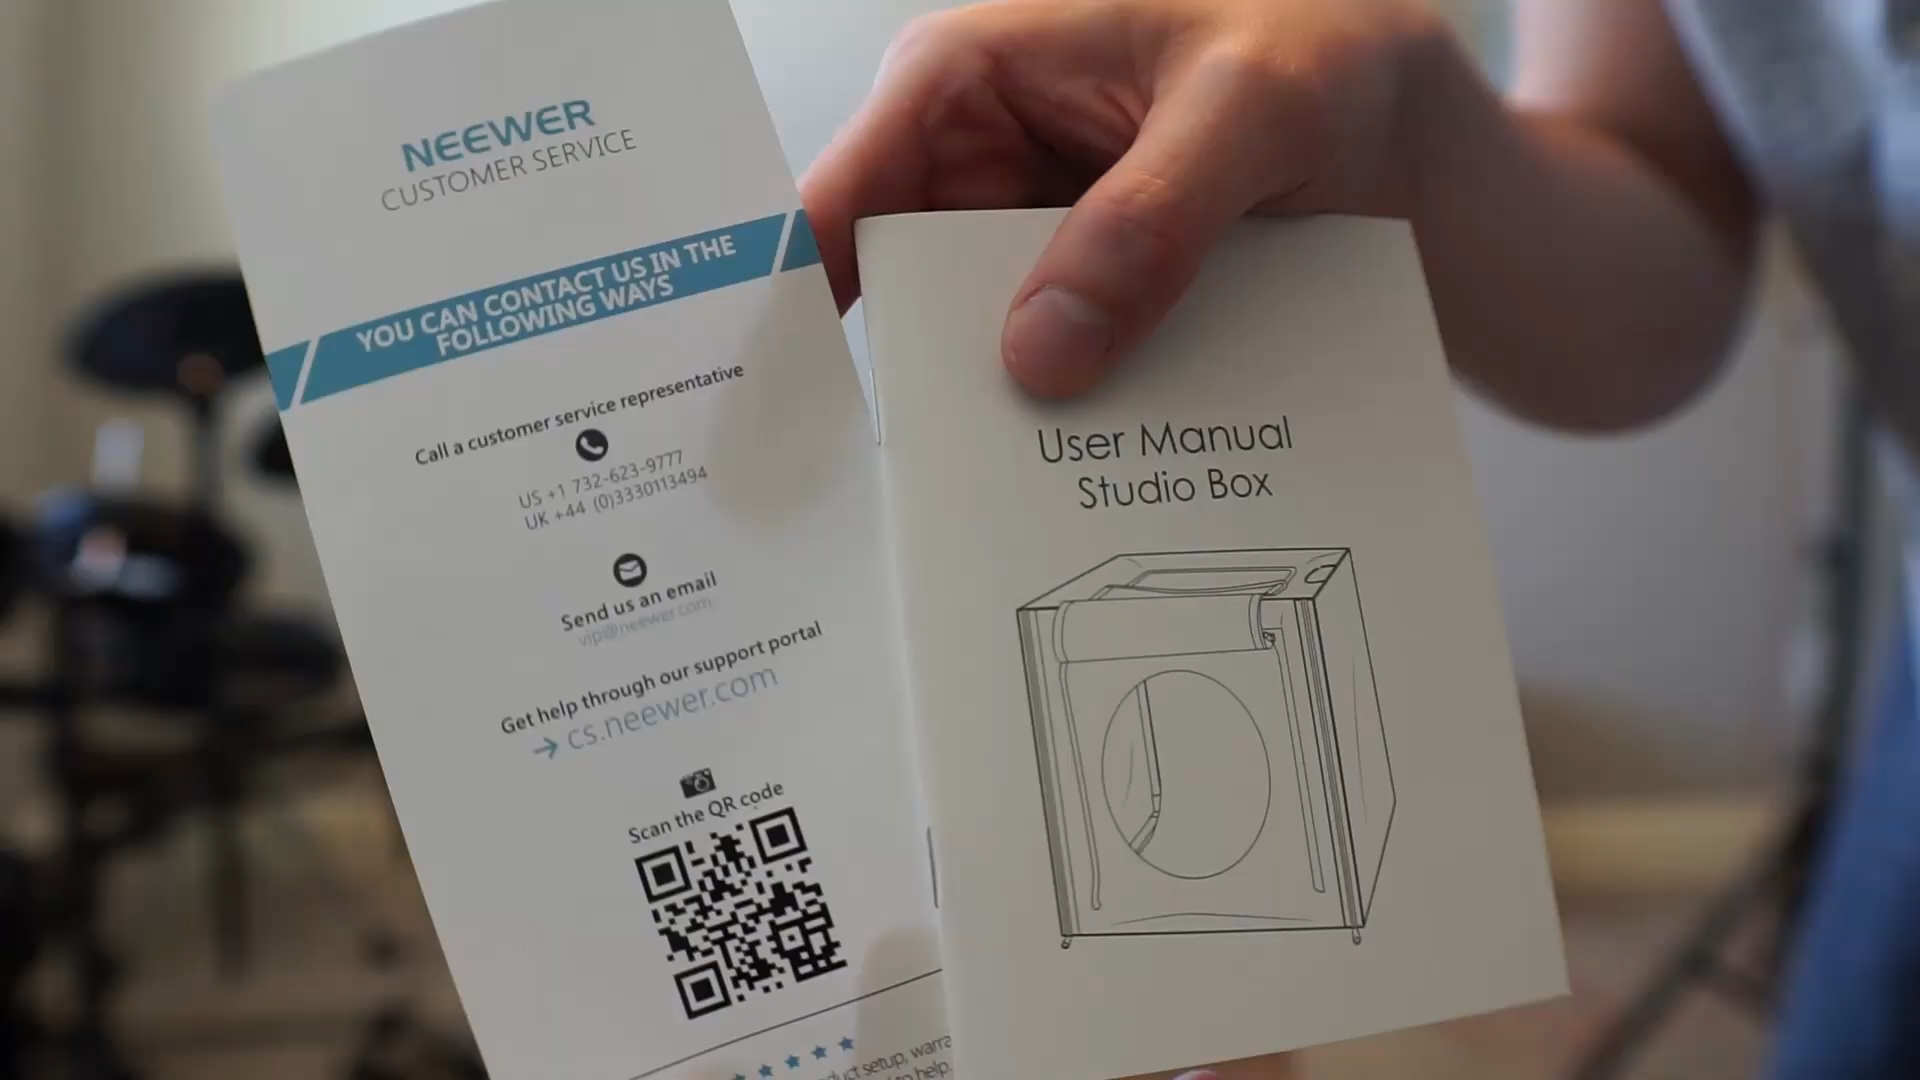 NEEWER
CUSTOMER SERVICE
YOU CAN CONTACT US IN THE
FOLLOWING WAYS
Call a customer service representative
US +1 732-623-9777
UK +44 (0)3330113494
Send us an email
vip@neewer.com
Get help through our support portal
→ cs.neewer.com
Scan the QR code
setup,
help.
User Manual
Studio Box